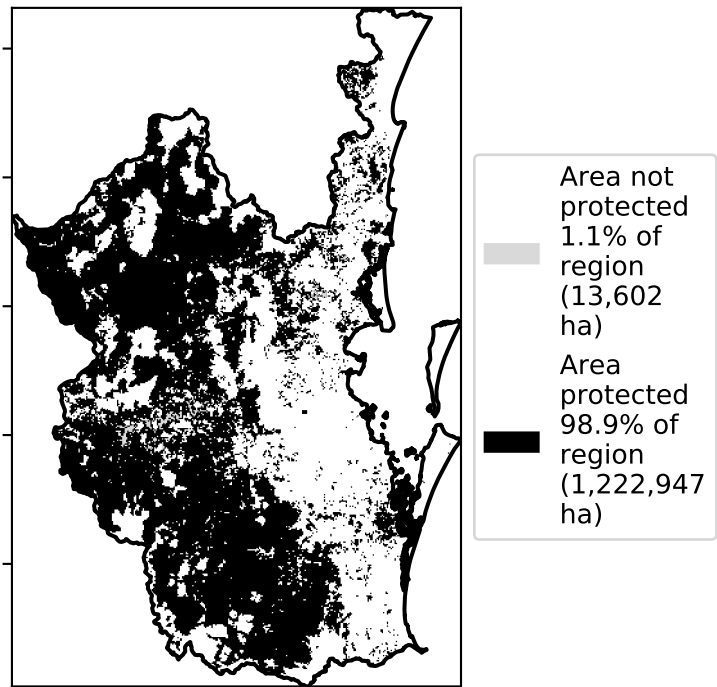 Area not
protected
1.1% of
region
(13,602
ha)
Area
protected
98.9% of
region
(1,222,947
ha)